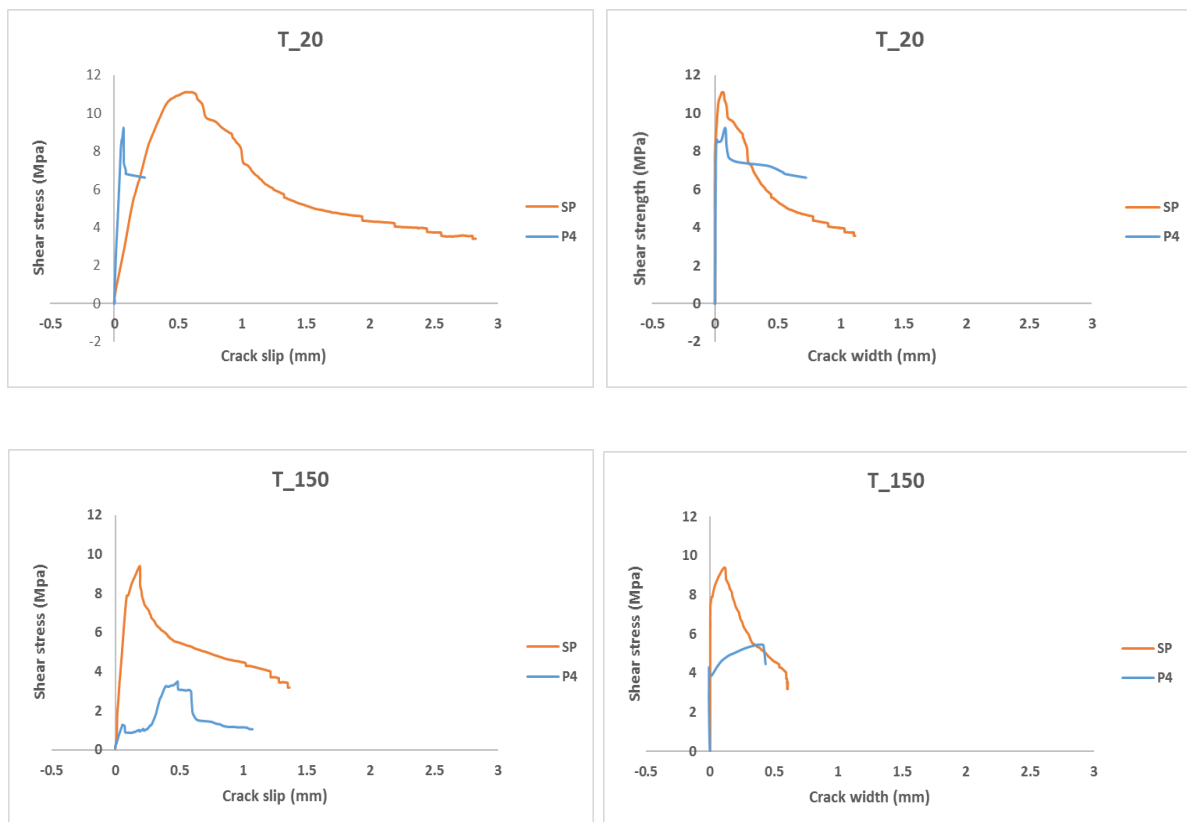 T_20
12
10
8
6
4
2
0
-2
-0.5 0 0.5 1 1.5 2 2.5 3
Shear stress (Mpa)
Crack slip (mm)
SP
P4
T_20
12
10
8
6
4
2
0
-2
-0.5 0 0.5 1 1.5 2 2.5 3
Shear strength (MPa)
Crack width (mm)
SP
P4
T_150
12
10
8
6
4
2
0
-0.5 0 0.5 1 1.5 2 2.5 3
Shear stress (Mpa)
Crack slip (mm)
SP
P4
T_150
12
10
8
6
4
2
0
-0.5 0 0.5 1 1.5 2 2.5 3
Shear stress (Mpa)
Crack width (mm)
SP
P4